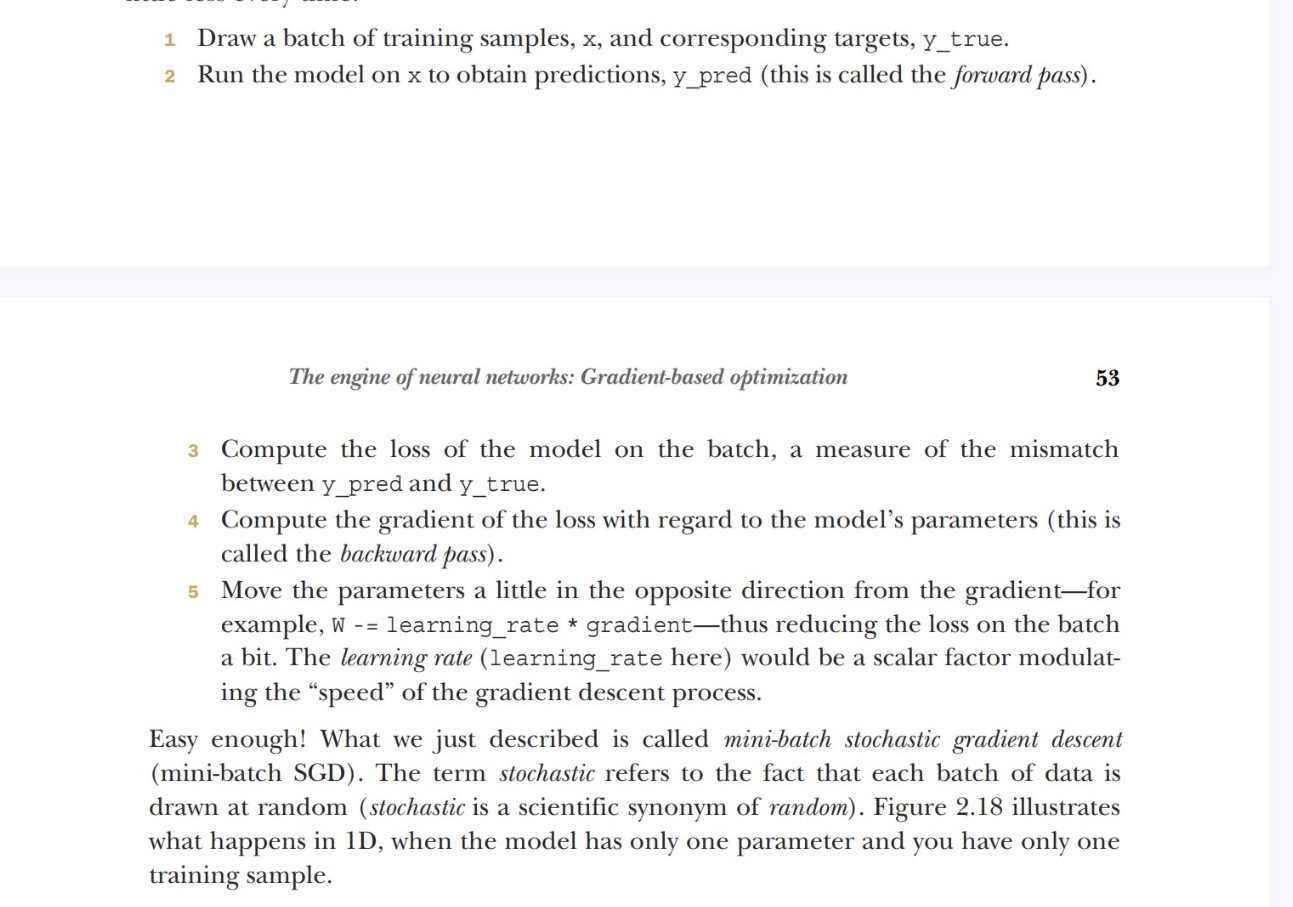 1 Draw a batch of training samples, x, and corresponding targets, y_true.
2 Run the model on x to obtain predictions, y_pred (this is called the forward pass).
The engine of neural networks: Gradient-based optimization 53
3 Compute the loss of the model on the batch, a measure of the mismatch
between y_pred and y_true.
4 Compute the gradient of the loss with regard to the model’s parameters (this is
called the backward pass).
5 Move the parameters a little in the opposite direction from the gradient—for
example, W -= learning_rate * gradient—thus reducing the loss on the batch
a bit. The learning rate (learning_rate here) would be a scalar factor modulat-
ing the “speed” of the gradient descent process.
Easy enough! What we just described is called mini-batch stochastic gradient descent
(mini-batch SGD). The term stochastic refers to the fact that each batch of data is
drawn at random (stochastic is a scientific synonym of random). Figure 2.18 illustrates
what happens in 1D, when the model has only one parameter and you have only one
training sample.